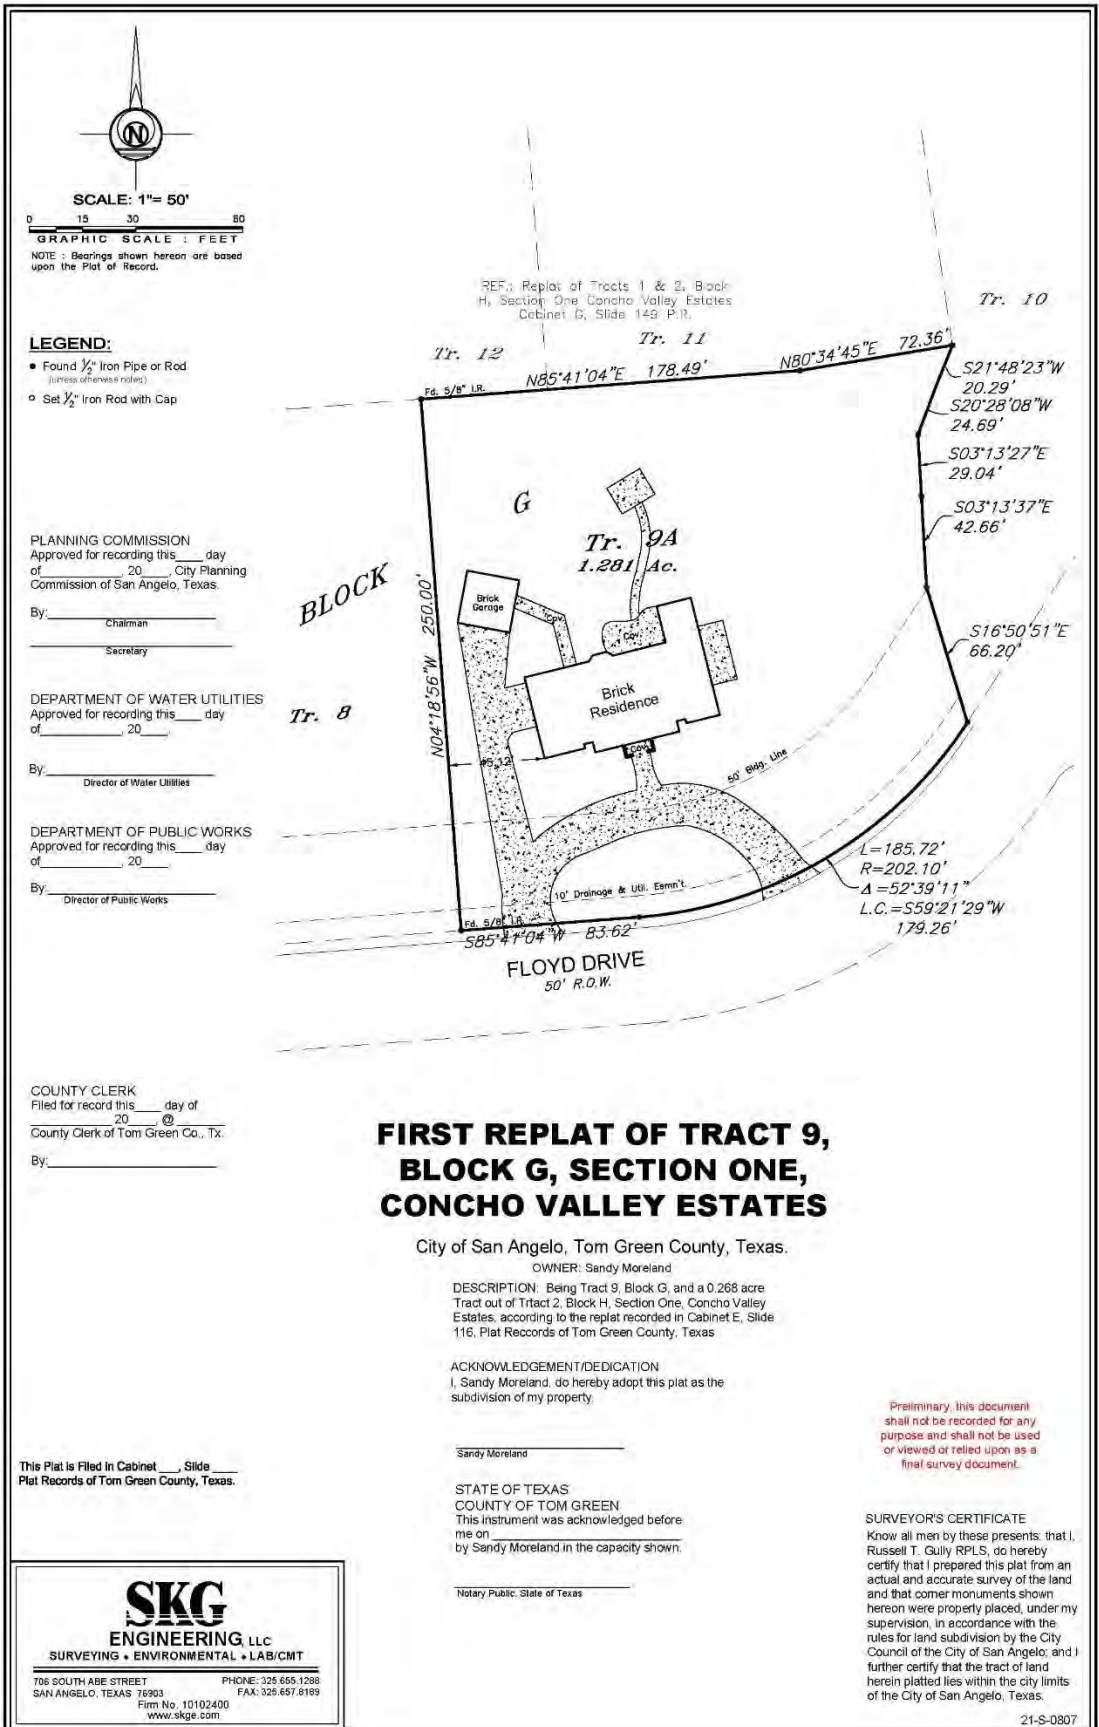 N
SCALE: 1"= 50'
0 15 30 60
GRAPHIC SCALE : FEET
NOTE : Bearings shown hereon are based
upon the Plat of Record.
LEGEND:
Found ½" Iron Pipe or Rod
(unless otherwise noted)
Set ½" Iron Rod with Cap
REF.: Replat of Tracts 1 & 2, Block
H, Section One Concho Valley Estates
Cabinet G, Slide 149 P.R.
Tr. 10
Tr. 11
Tr. 12
Fd. 5/8" I.R.
N85°41'04"E 178.49'
N80°34'45"E 72.36'
S21°48'23"W
20.29'
S20°28'08"W
24.69'
S03°13'27"E
29.04'
S03°13'37"E
42.66'
S16°50'51"E
66.20'
BLOCK G
Tr. 9A
1.281 Ac.
Tr. 8
N04°18'56"W 250.00'
Brick
Garage
Cov.
Cov.
Brick
Residence
Cov.
45.12'
50' Bldg. Line
10' Drainage & Util. Esmn't.
L=185.72'
R=202.10'
Δ=52°39'11"
L.C.=S59°21'29"W
179.26'
Fd. 5/8" I.R.
S85°41'04"W 83.62'
FLOYD DRIVE
50' R.O.W.
PLANNING COMMISSION
Approved for recording this____ day
of____________, 20____, City Planning
Commission of San Angelo, Texas.
By:____________
Chairman
Secretary
DEPARTMENT OF WATER UTILITIES
Approved for recording this____ day
of____________, 20____.
By:____________
Director of Water Utilities
DEPARTMENT OF PUBLIC WORKS
Approved for recording this____ day
of____________, 20____
By:____________
Director of Public Works
COUNTY CLERK
Filed for record this____ day of
____________ 20____, @ ______
County Clerk of Tom Green Co., Tx.
By:____________
FIRST REPLAT OF TRACT 9,
BLOCK G, SECTION ONE,
CONCHO VALLEY ESTATES
City of San Angelo, Tom Green County, Texas.
OWNER: Sandy Moreland
DESCRIPTION: Being Tract 9, Block G, and a 0.268 acre
Tract out of Trtact 2, Block H, Section One, Concho Valley
Estates, according to the replat recorded in Cabinet E, Slide
116, Plat Reccords of Tom Green County, Texas
ACKNOWLEDGEMENT/DEDICATION
I, Sandy Moreland, do hereby adopt this plat as the
subdivision of my property.
Sandy Moreland
STATE OF TEXAS
COUNTY OF TOM GREEN
This instrument was acknowledged before
me on ____________
by Sandy Moreland in the capacity shown.
Notary Public, State of Texas
Preliminary, this document
shall not be recorded for any
purpose and shall not be used
or viewed or relied upon as a
final survey document.
SURVEYOR'S CERTIFICATE
Know all men by these presents: that I,
Russell T. Gully RPLS, do hereby
certify that I prepared this plat from an
actual and accurate survey of the land
and that corner monuments shown
hereon were properly placed, under my
supervision, in accordance with the
rules for land subdivision by the City
Council of the City of San Angelo; and I
further certify that the tract of land
herein platted lies within the city limits
of the City of San Angelo, Texas.
21-S-0807
This Plat is Filed in Cabinet ___, Slide ____
Plat Records of Tom Green County, Texas.
SKG
ENGINEERING, LLC
SURVEYING • ENVIRONMENTAL • LAB/CMT
706 SOUTH ABE STREET PHONE: 325.655.1288
SAN ANGELO, TEXAS 76903 FAX: 325.657.8189
Firm No. 10102400
www.skge.com